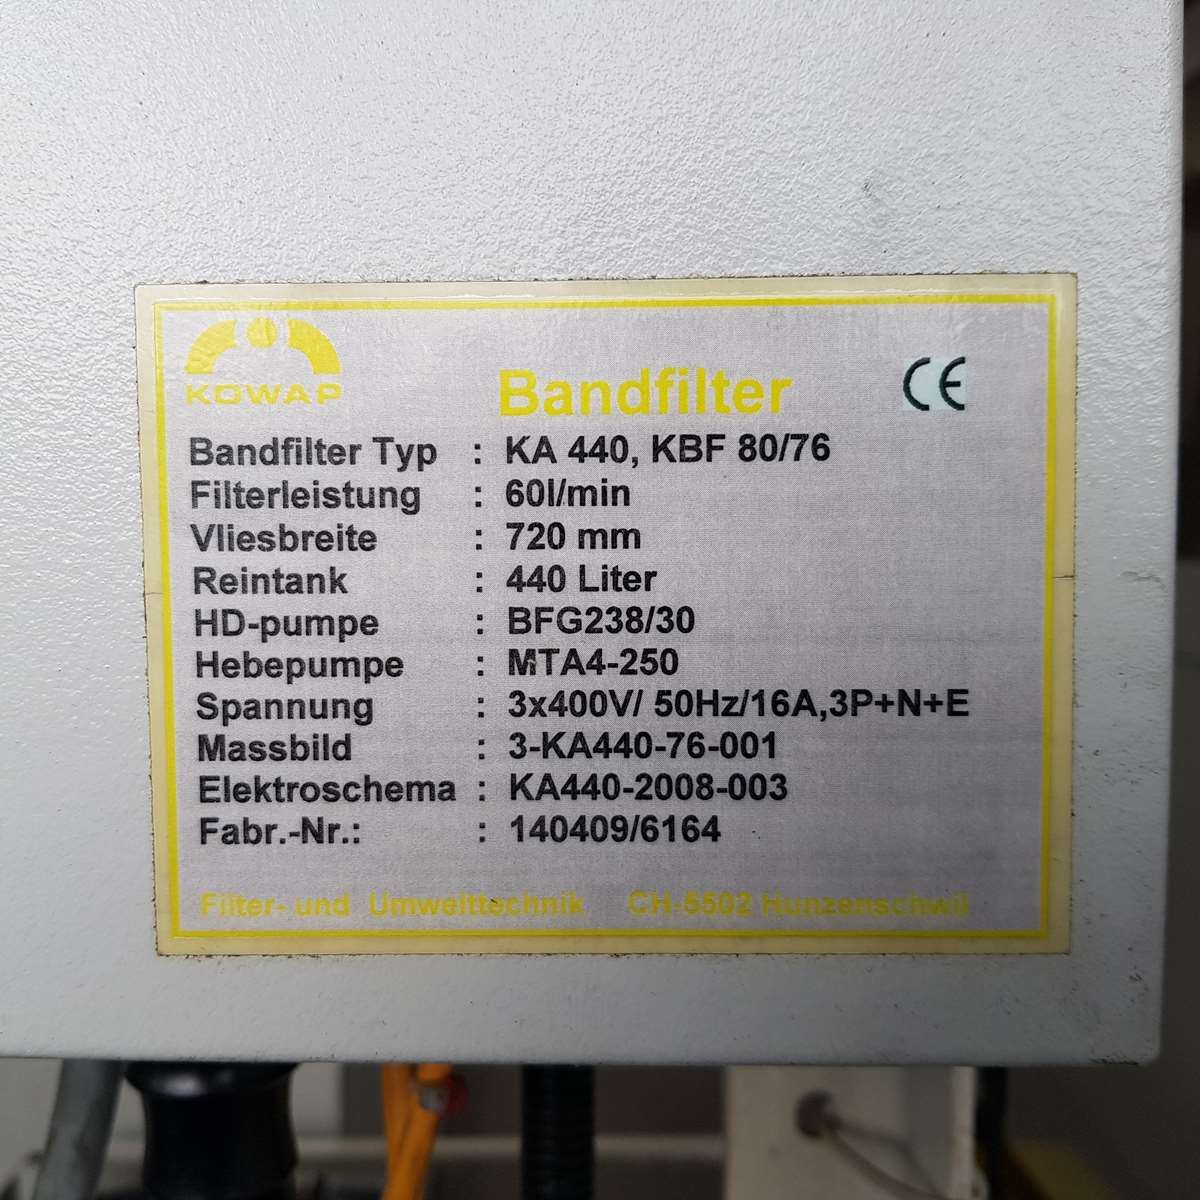 KOWAP
Bandfilter CE
Bandfilter Typ : KA 440, KBF 80/76
Filterleistung : 60l/min
Vliesbreite : 720 mm
Reintank : 440 Liter
HD-pumpe : BFG238/30
Hebepumpe : MTA4-250
Spannung : 3x400V/ 50Hz/16A,3P+N+E
Massbild : 3-KA440-76-001
Elektroschema : KA440-2008-003
Fabr.-Nr.: : 140409/6164
Filter- und Umwelttechnik CH-5502 Hunzenschwil